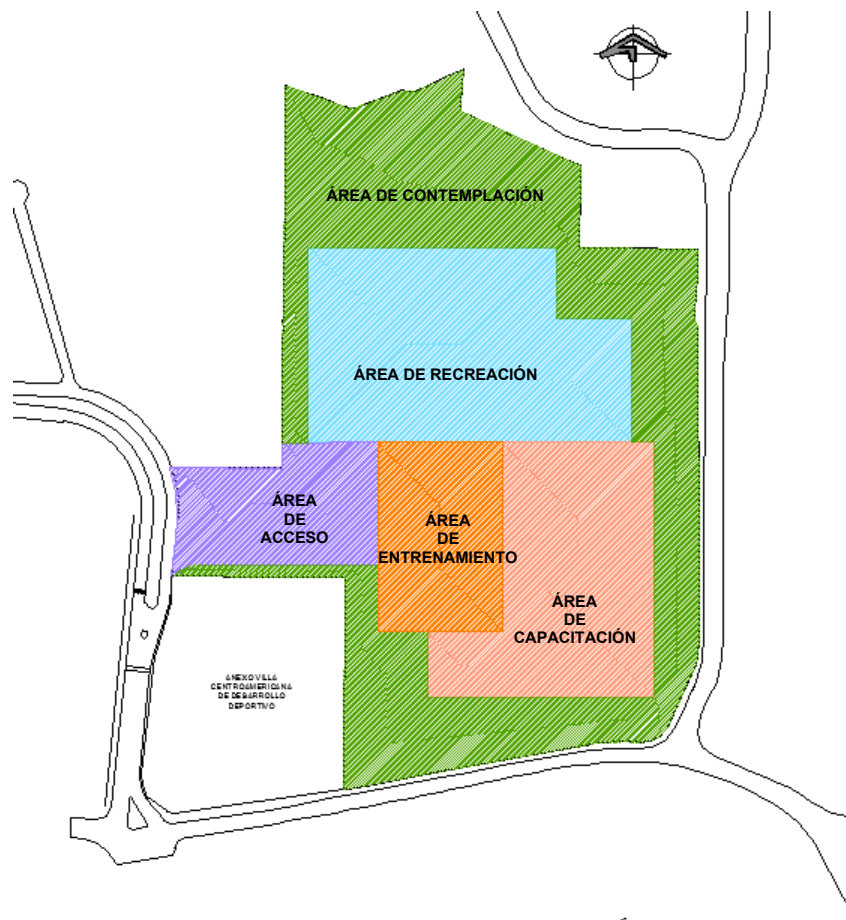 ÁREA DE CONTEMPLACIÓN
ÁREA DE RECREACIÓN
ÁREA
DE
ACCESO
ÁREA
DE
ENTRENAMIENTO
ÁREA
DE
CAPACITACIÓN
ANEXO VILLA
CENTROAMERICANA
DE DESARROLLO
DEPORTIVO